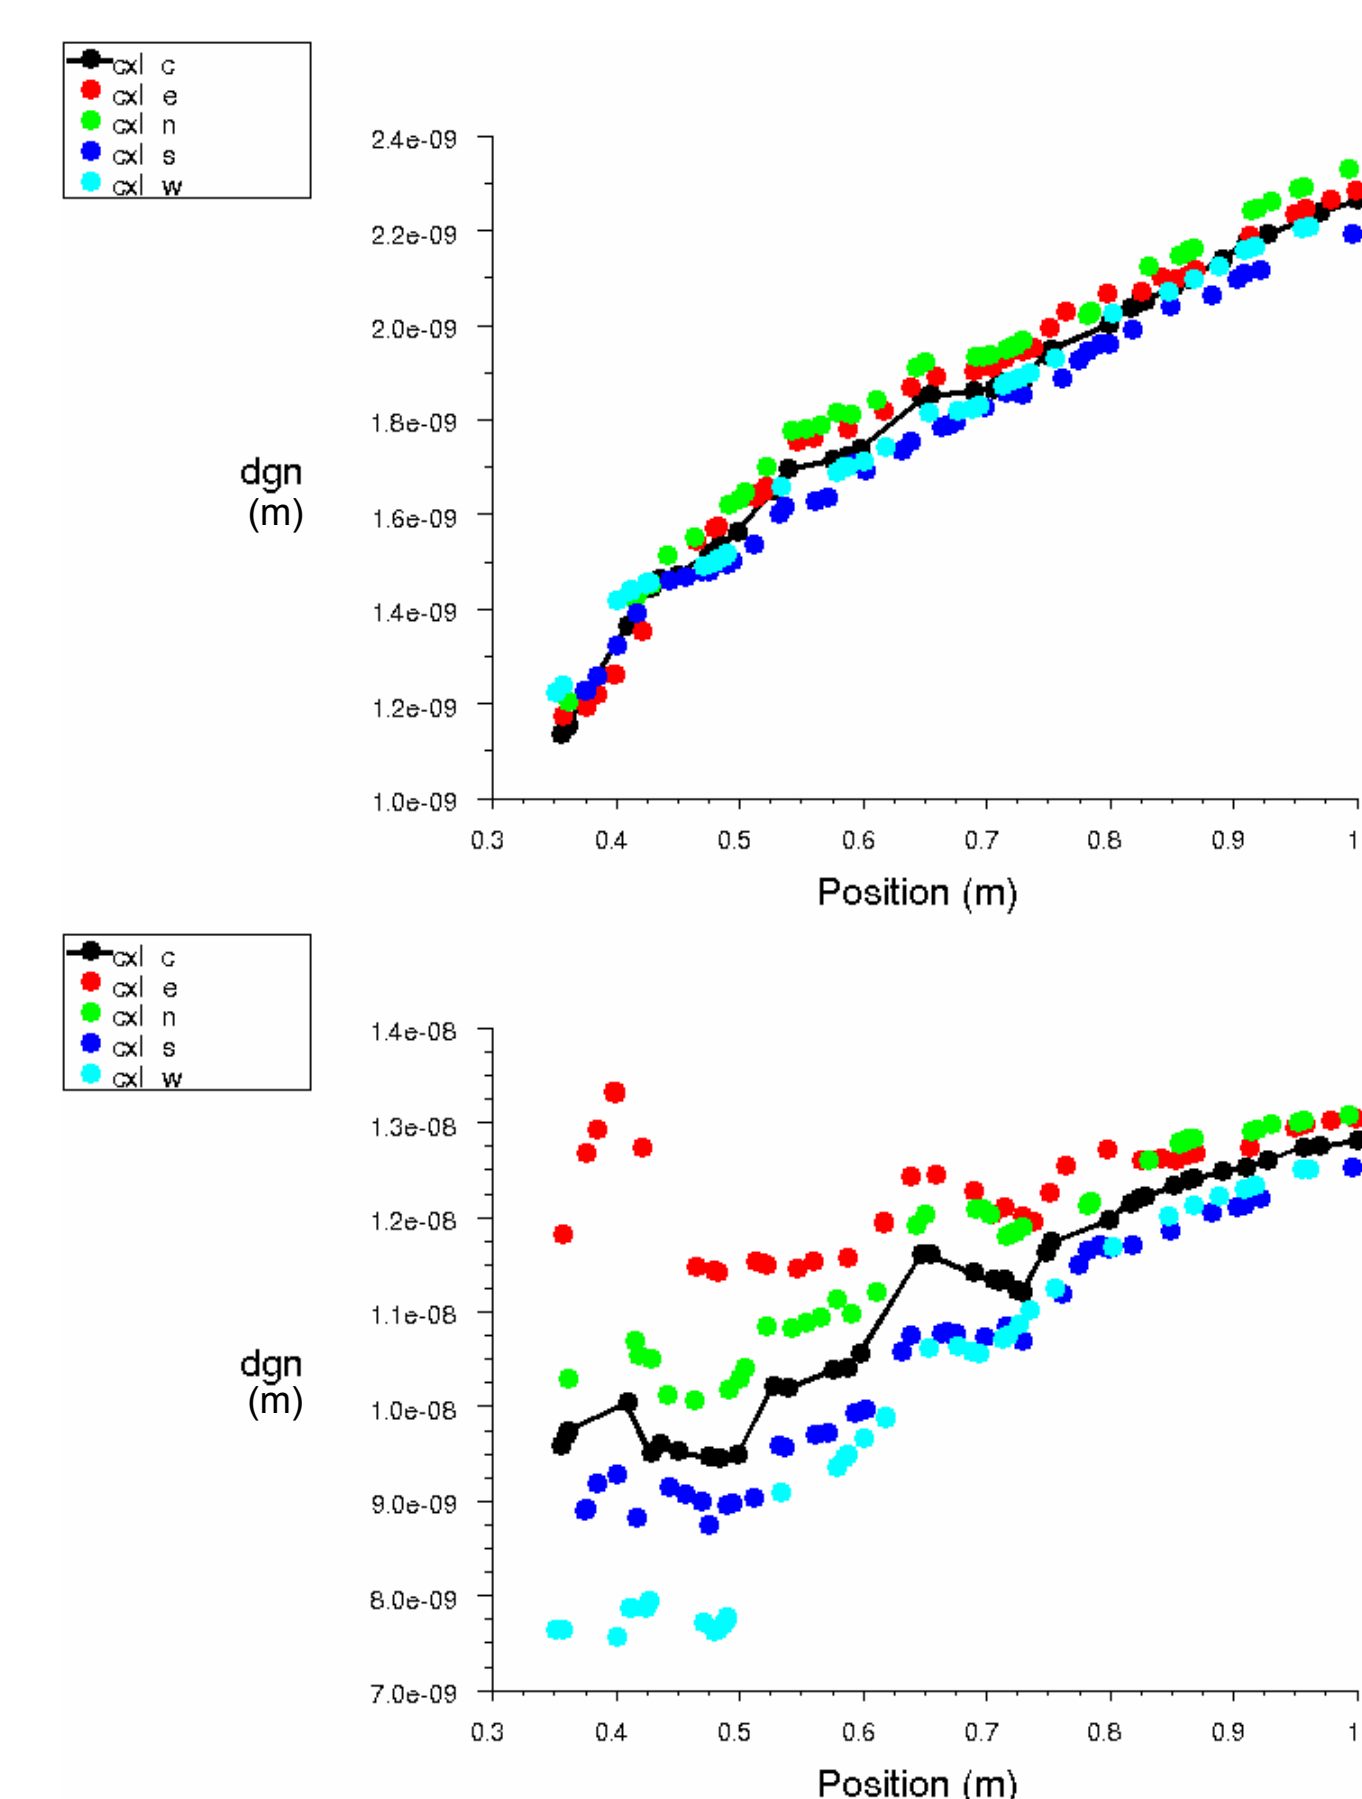 cxl c
cxl e
cxl n
cxl s
cxl w
2.4e-09
2.2e-09
2.0e-09
1.8e-09
1.6e-09
1.4e-09
1.2e-09
1.0e-09
dgn
(m)
0.3 0.4 0.5 0.6 0.7 0.8 0.9 1
Position (m)
cxl c
cxl e
cxl n
cxl s
cxl w
1.4e-08
1.3e-08
1.2e-08
1.1e-08
1.0e-08
9.0e-09
8.0e-09
7.0e-09
dgn
(m)
0.3 0.4 0.5 0.6 0.7 0.8 0.9 1
Position (m)